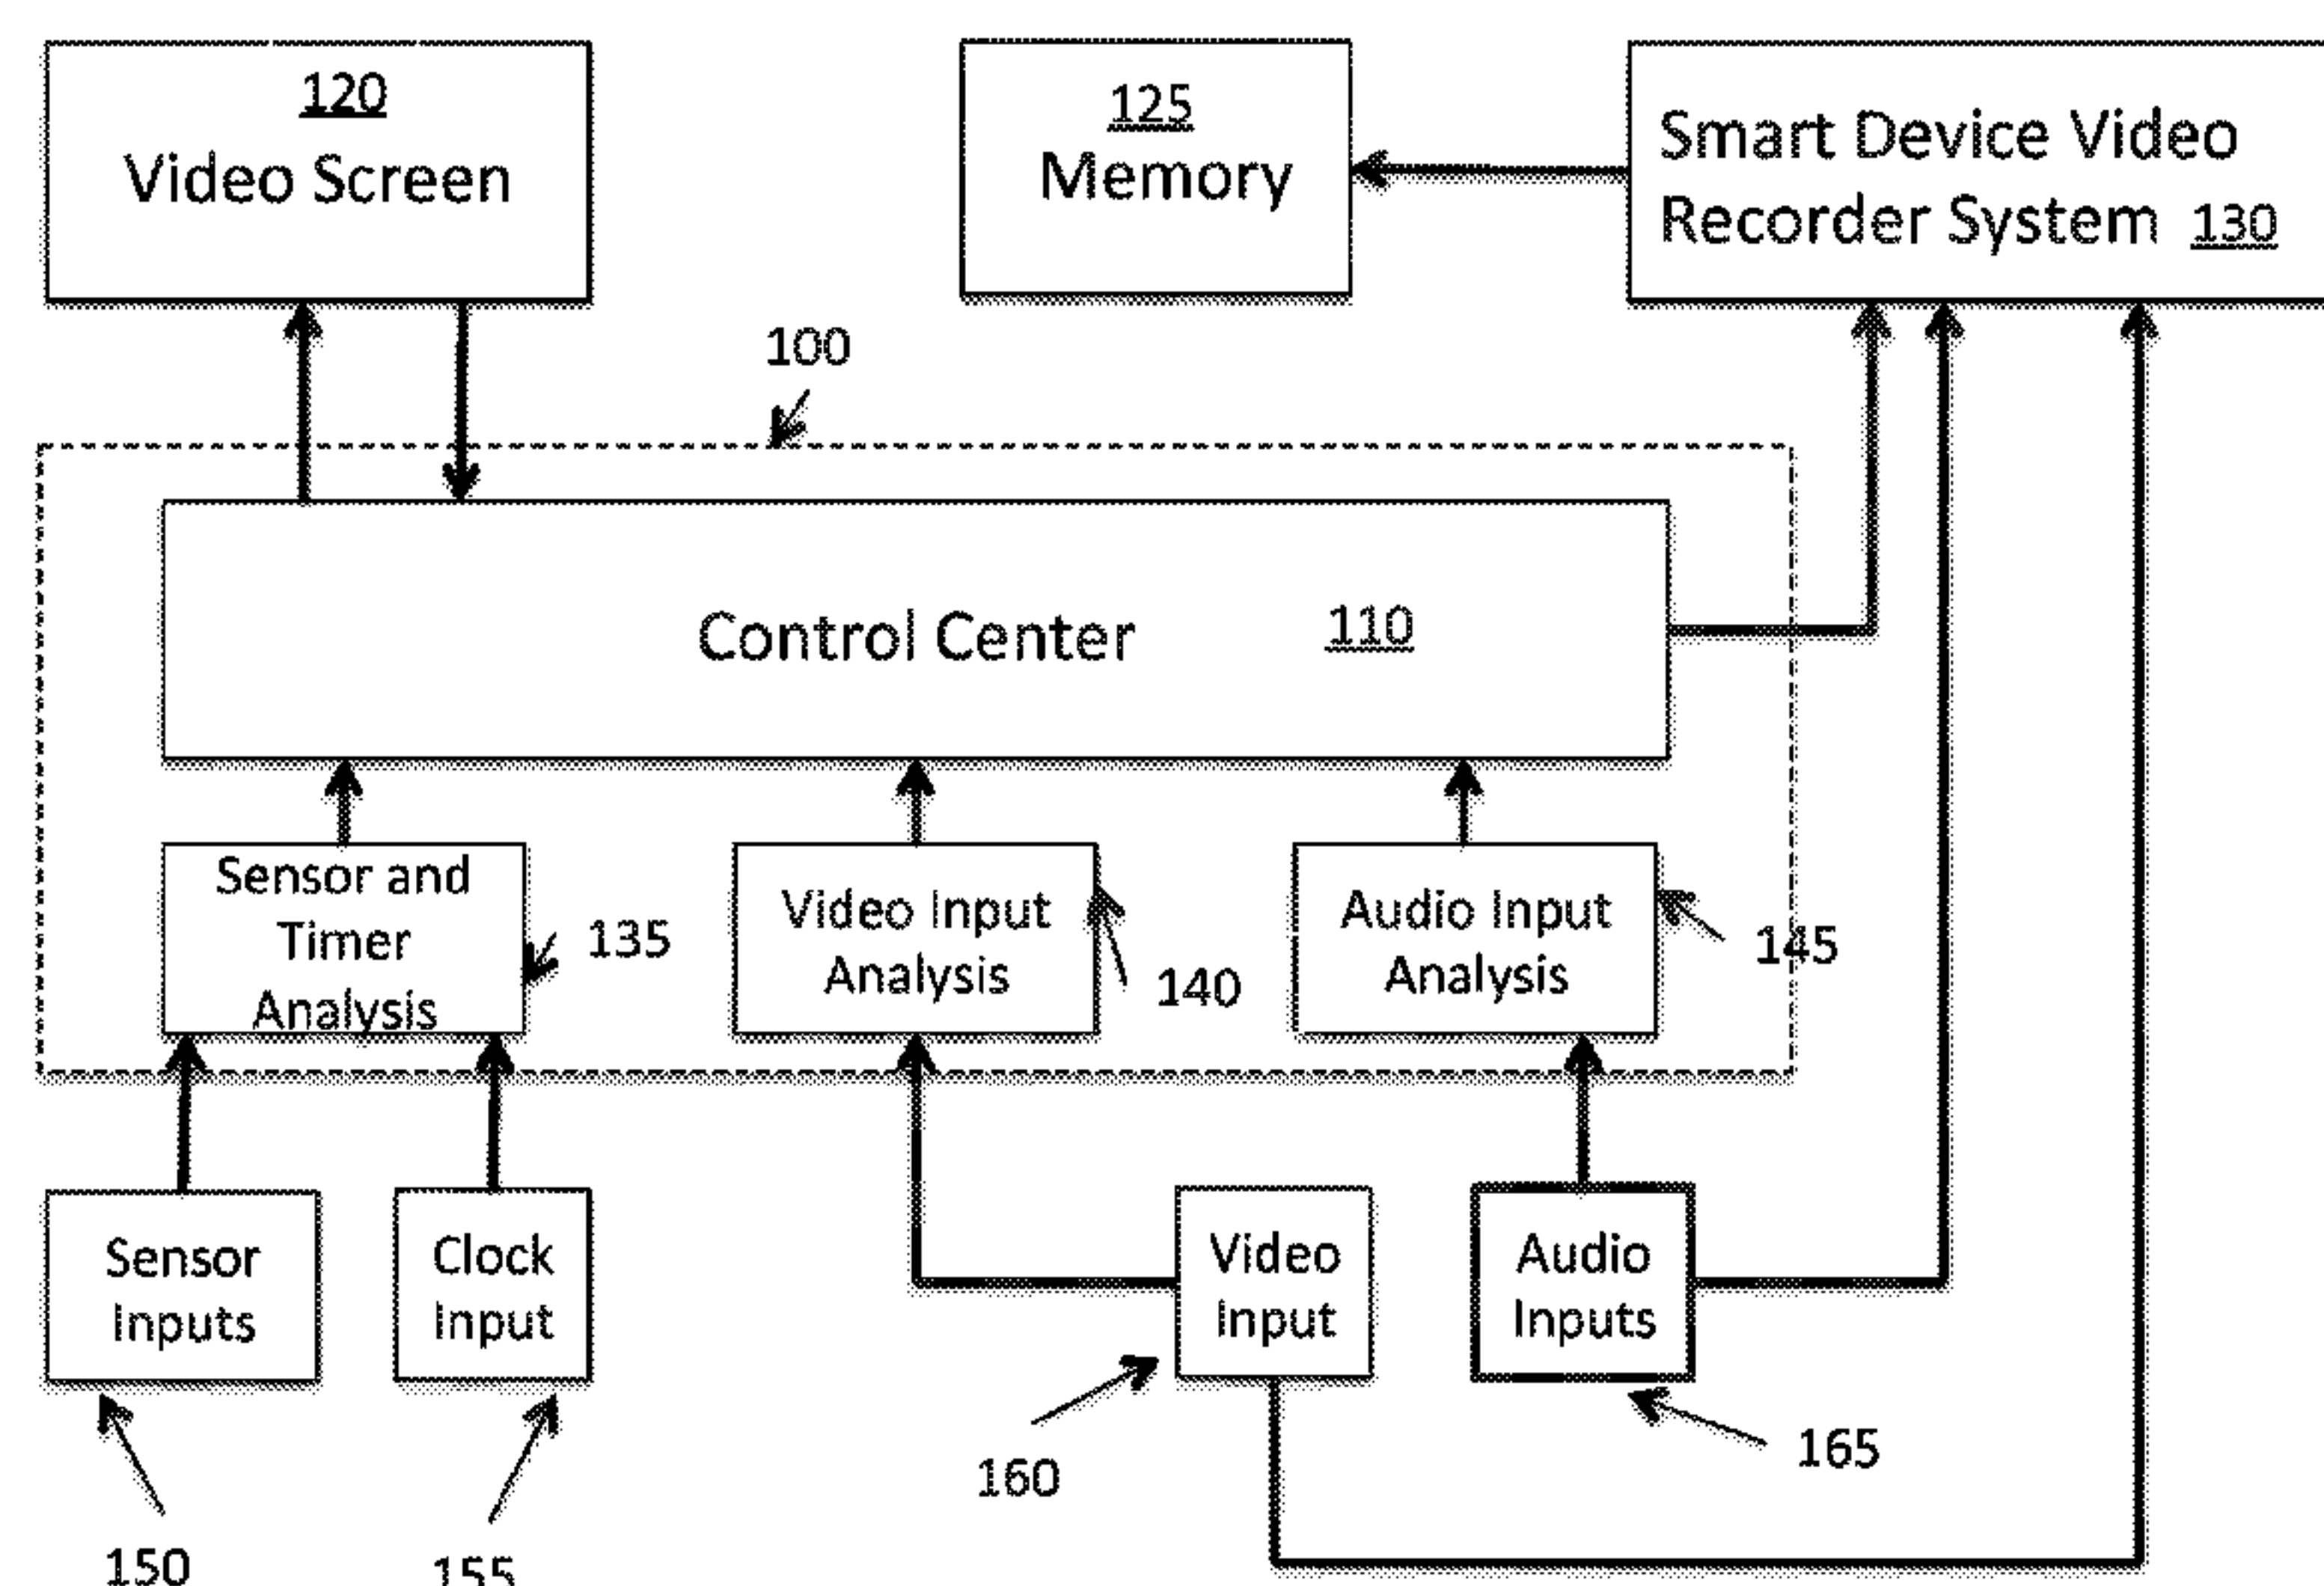 120
Video Screen
125
Memory
Smart Device Video
Recorder System 130
100
Control Center 110
Sensor and
Timer
Analysis
135
Video Input
Analysis
140
Audio Input
Analysis
145
Sensor
Inputs
Clock
Input
Video
Input
Audio
Inputs
150
155
160
165